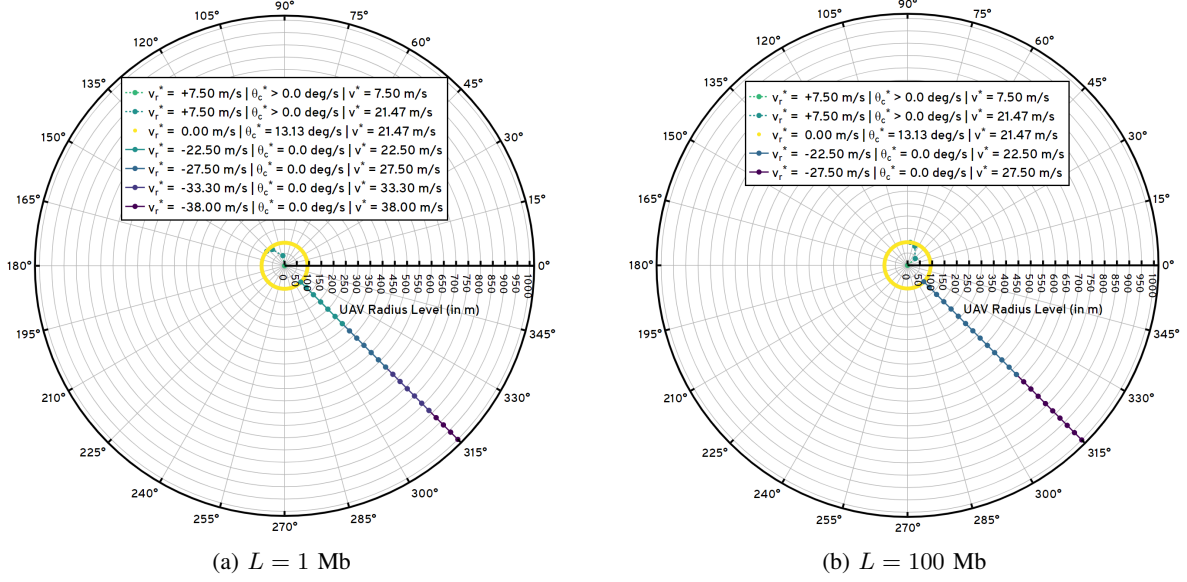 90°
105°
75°
120°
60°
135°
45°
150°
30°
165°
15°
180°
0°
195°
345°
210°
330°
225°
315°
240°
300°
255°
285°
270°
v_r^* = +7.50 m/s | θ_c^* > 0.0 deg/s | v^* = 7.50 m/s
v_r^* = +7.50 m/s | θ_c^* > 0.0 deg/s | v^* = 21.47 m/s
v_r^* = 0.00 m/s | θ_c^* = 13.13 deg/s | v^* = 21.47 m/s
v_r^* = -22.50 m/s | θ_c^* = 0.0 deg/s | v^* = 22.50 m/s
v_r^* = -27.50 m/s | θ_c^* = 0.0 deg/s | v^* = 27.50 m/s
v_r^* = -33.30 m/s | θ_c^* = 0.0 deg/s | v^* = 33.30 m/s
v_r^* = -38.00 m/s | θ_c^* = 0.0 deg/s | v^* = 38.00 m/s
0 50 100 150 200 250 300 350 400 450 500 550 600 650 700 750 800 850 900 950 1000
UAV Radius Level (in m)
(a) L = 1 Mb
90°
105°
75°
120°
60°
135°
45°
150°
30°
165°
15°
180°
0°
195°
345°
210°
330°
225°
315°
240°
300°
255°
285°
270°
v_r^* = +7.50 m/s | θ_c^* > 0.0 deg/s | v^* = 7.50 m/s
v_r^* = +7.50 m/s | θ_c^* > 0.0 deg/s | v^* = 21.47 m/s
v_r^* = 0.00 m/s | θ_c^* = 13.13 deg/s | v^* = 21.47 m/s
v_r^* = -22.50 m/s | θ_c^* = 0.0 deg/s | v^* = 22.50 m/s
v_r^* = -27.50 m/s | θ_c^* = 0.0 deg/s | v^* = 27.50 m/s
0 50 100 150 200 250 300 350 400 450 500 550 600 650 700 750 800 850 900 950 1000
UAV Radius Level (in m)
(b) L = 100 Mb